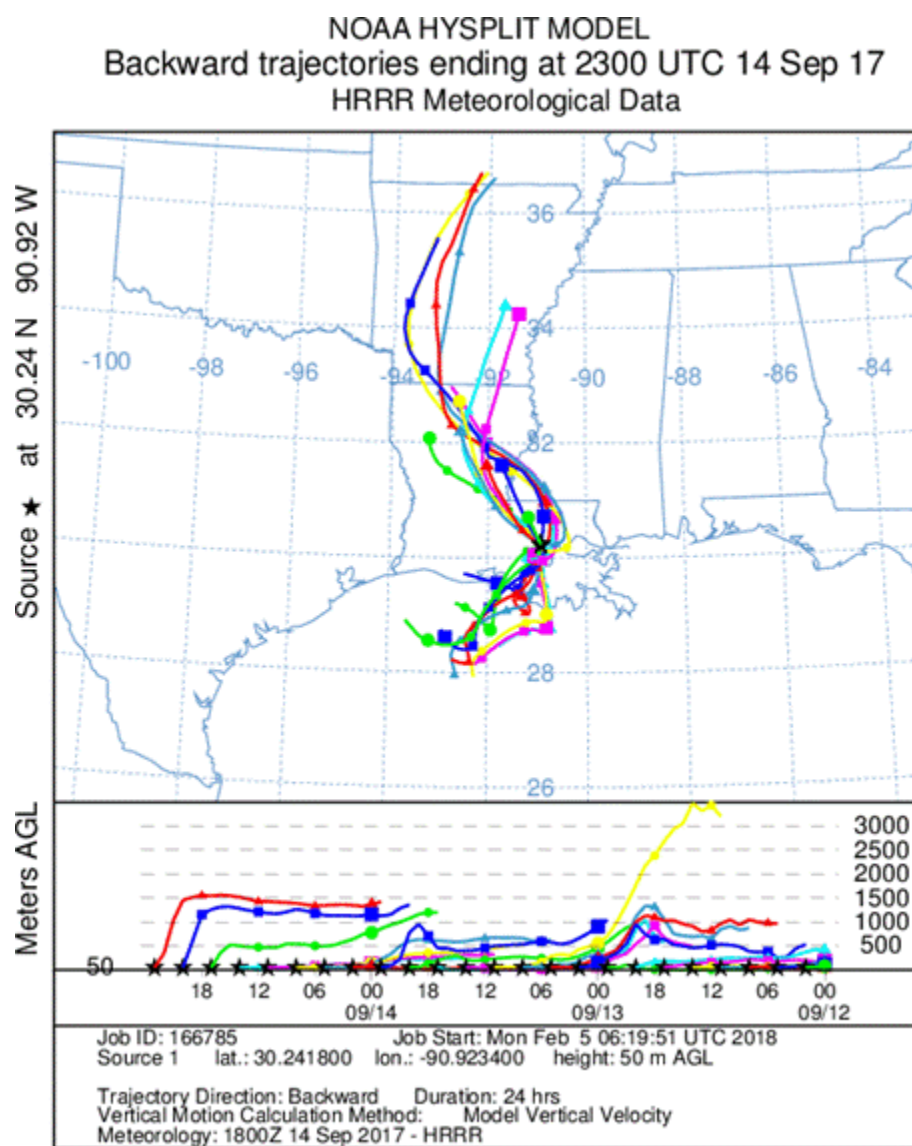 NOAA HYSPLIT MODEL
Backward trajectories ending at 2300 UTC 14 Sep 17
HRRR Meteorological Data
Source ★ at 30.24 N 90.92 W
36
34
-100 -98 -96 -94 -92 -90 -88 -86 -84
32
28
26
Meters AGL
3000
2500
2000
1500
1000
500
50
18 12 06 00 18 12 06 00 18 12 06 00
09/14 09/13 09/12
Job ID: 166785 Job Start: Mon Feb 5 06:19:51 UTC 2018
Source 1 lat.: 30.241800 lon.: -90.923400 height: 50 m AGL
Trajectory Direction: Backward Duration: 24 hrs
Vertical Motion Calculation Method: Model Vertical Velocity
Meteorology: 1800Z 14 Sep 2017 - HRRR